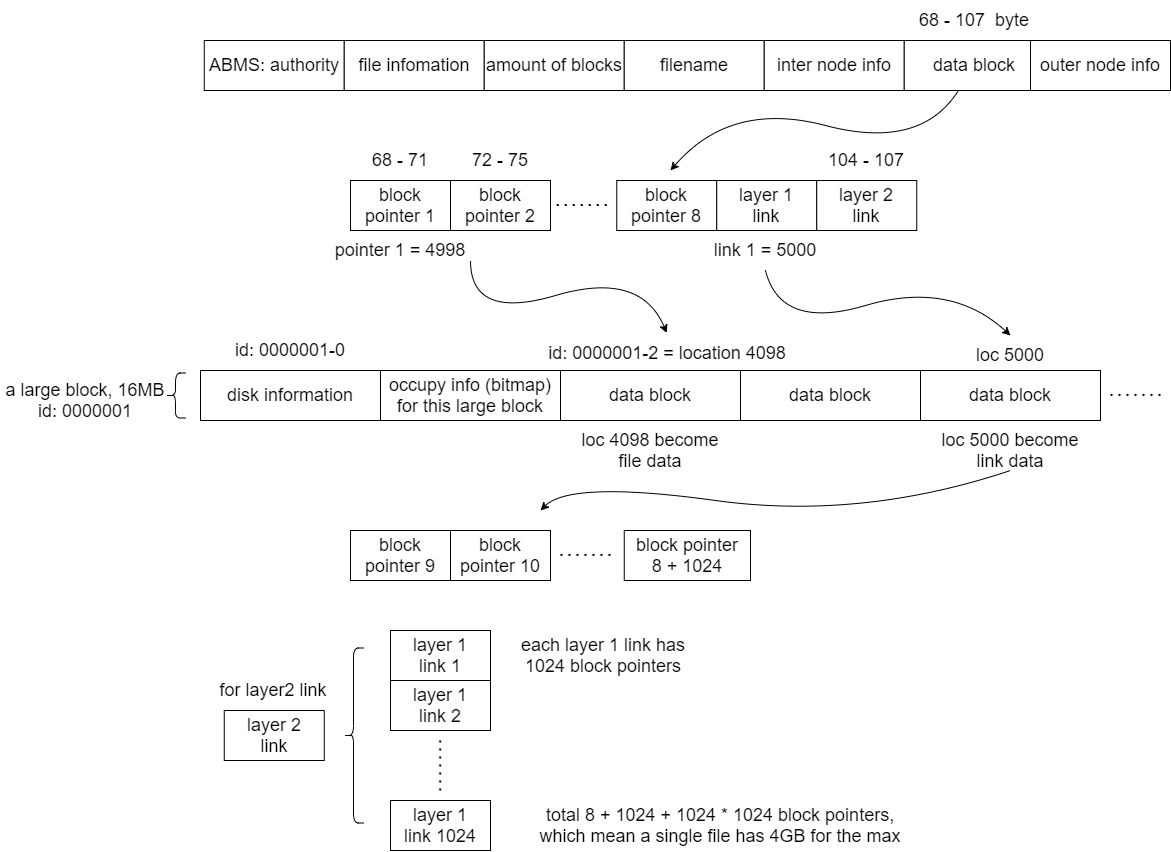 68 - 107 byte
ABMS: authority
file infomation
amount of blocks
filename
inter node info
data block
outer node info
68 - 71
72 - 75
104 - 107
block
pointer 1
block
pointer 2
.......
block
pointer 8
layer 1
link
layer 2
link
pointer 1 = 4998
link 1 = 5000
id: 0000001-0
id: 0000001-2 = location 4098
loc 5000
a large block, 16MB
id: 0000001
disk information
occupy info (bitmap)
for this large block
data block
data block
data block
.......
loc 4098 become
file data
loc 5000 become
link data
block
pointer 9
block
pointer 10
.......
block pointer
8 + 1024
layer 1
link 1
each layer 1 link has
1024 block pointers
for layer2 link
layer 2
link
layer 1
link 2
layer 1
link 1024
total 8 + 1024 + 1024 * 1024 block pointers,
which mean a single file has 4GB for the max